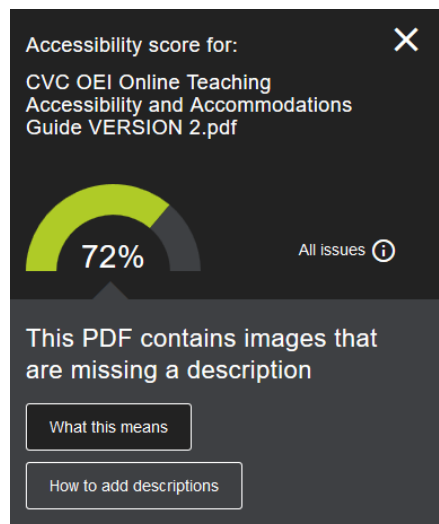 Accessibility score for:
CVC OEI Online Teaching
Accessibility and Accommodations
Guide VERSION 2.pdf
72%
All issues
This PDF contains images that
are missing a description
What this means
How to add descriptions